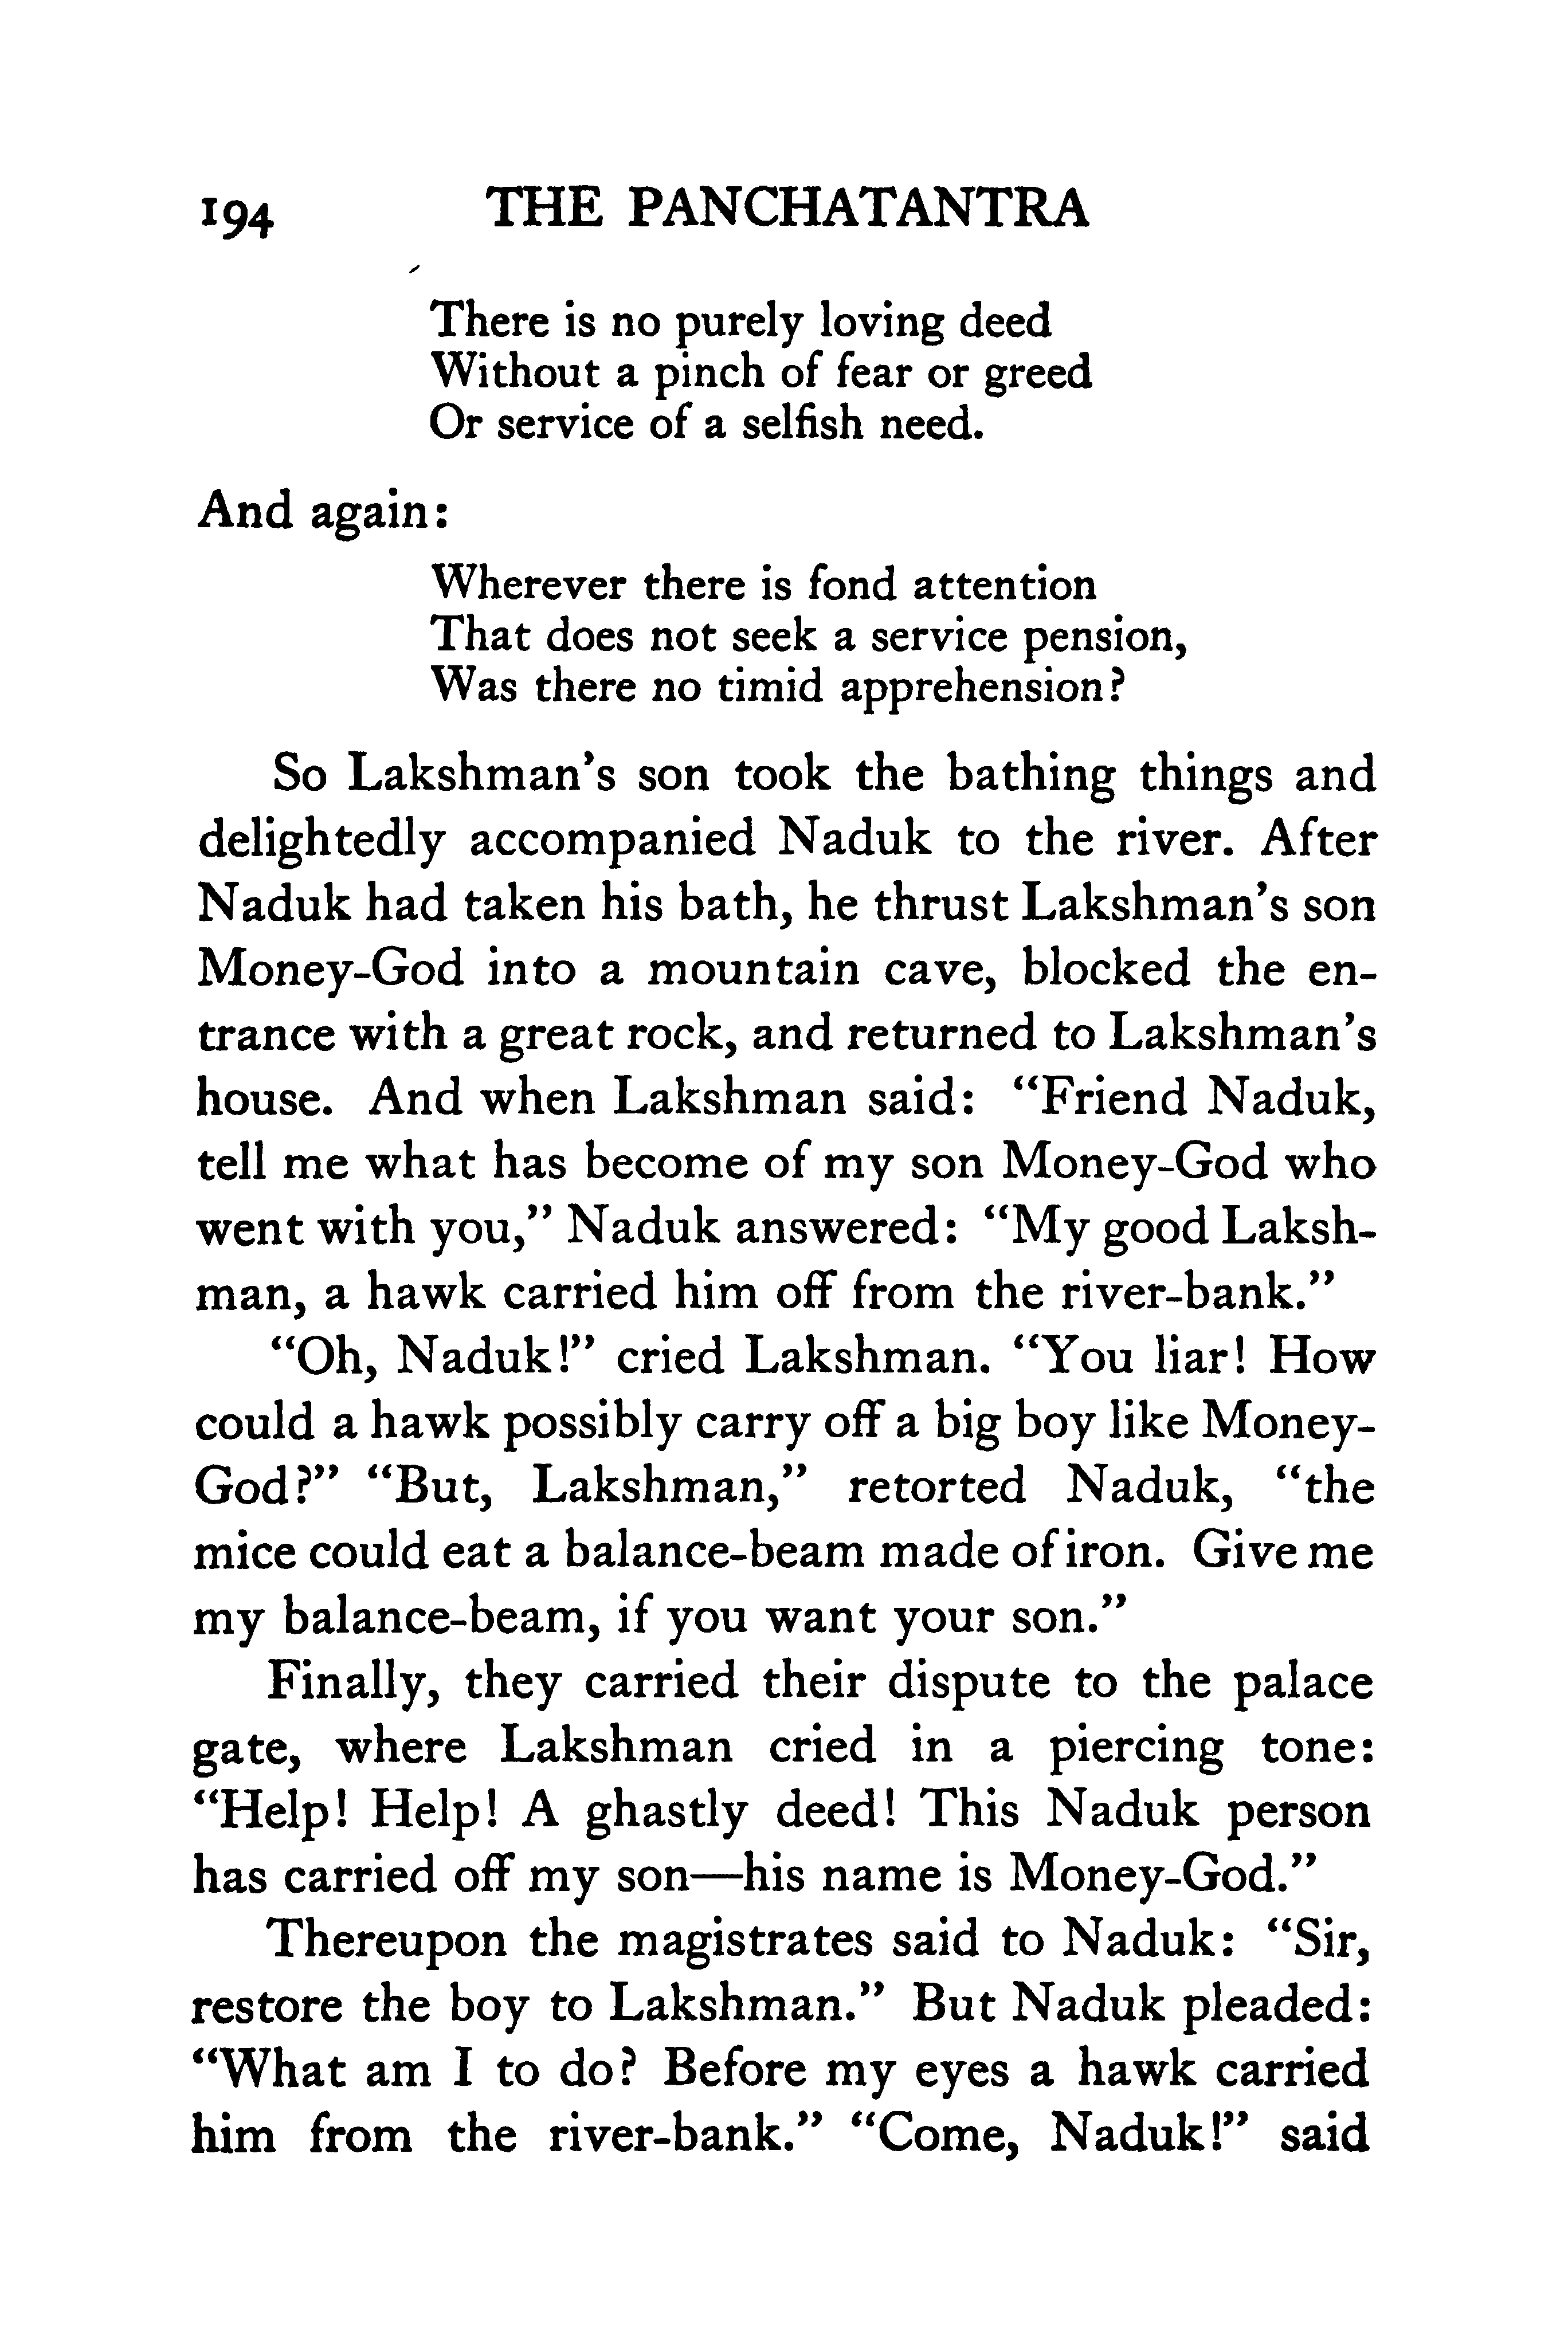 194 THE PANCHATANTRA
There is no purely loving deed
Without a pinch of fear or greed
Or service of a selfish need.
And again:
Wherever there is fond attention
That does not seek a service pension,
Was there no timid apprehension?
So Lakshman's son took the bathing things and
delightedly accompanied Naduk to the river. After
Naduk had taken his bath, he thrust Lakshman's son
Money-God into a mountain cave, blocked the en-
trance with a great rock, and returned to Lakshman's
house. And when Lakshman said: “Friend Naduk,
tell me what has become of my son Money-God who
went with you,” Naduk answered: “My good Laksh-
man, a hawk carried him off from the river-bank.”
“Oh, Naduk!” cried Lakshman. “You liar! How
could a hawk possibly carry off a big boy like Money-
God?” “But, Lakshman,” retorted Naduk, “the
mice could eat a balance-beam made of iron. Give me
my balance-beam, if you want your son.”
Finally, they carried their dispute to the palace
gate, where Lakshman cried in a piercing tone:
“Help! Help! A ghastly deed! This Naduk person
has carried off my son—his name is Money-God.”
Thereupon the magistrates said to Naduk: “Sir,
restore the boy to Lakshman.” But Naduk pleaded:
“What am I to do? Before my eyes a hawk carried
him from the river-bank.” “Come, Naduk!” said